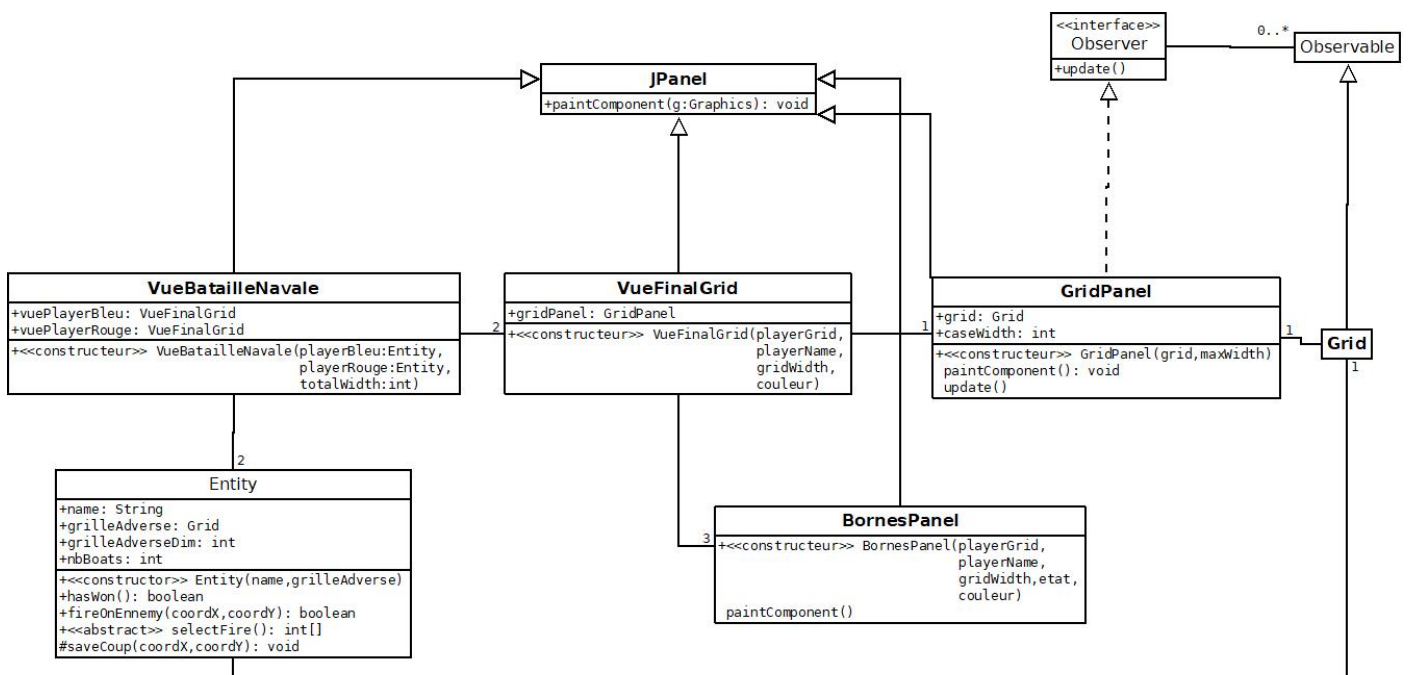 <<interface>>
Observer
+update()
0..*
Observable
JPanel
+paintComponent(g:Graphics): void
VueBatailleNavale
+vuePlayerBleu: VueFinalGrid
+vuePlayerRouge: VueFinalGrid
+<<constructeur>> VueBatailleNavale(playerBleu:Entity,
playerRouge:Entity,
totalWidth:int)
2
VueFinalGrid
+gridPanel: GridPanel
+<<constructeur>> VueFinalGrid(playerGrid,
playerName,
gridWidth,
couleur)
1
GridPanel
+grid: Grid
+caseWidth: int
+<<constructeur>> GridPanel(grid,maxWidth)
paintComponent(): void
update()
1
Grid
1
2
Entity
+name: String
+grilleAdverse: Grid
+grilleAdverseDim: int
+nbBoats: int
+<<constructor>> Entity(name,grilleAdverse)
+hasWon(): boolean
+fireOnEnnemy(coordX,coordY): boolean
+<<abstract>> selectFire(): int[]
#saveCoup(coordX,coordY): void
3
BornesPanel
+<<constructeur>> BornesPanel(playerGrid,
playerName,
gridWidth,etat,
couleur)
paintComponent()